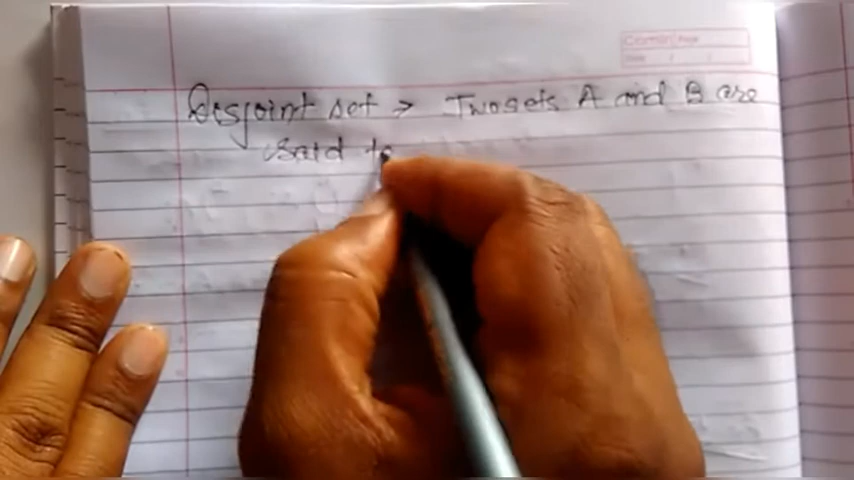 Disjoint set > Two sets A and B are
said to